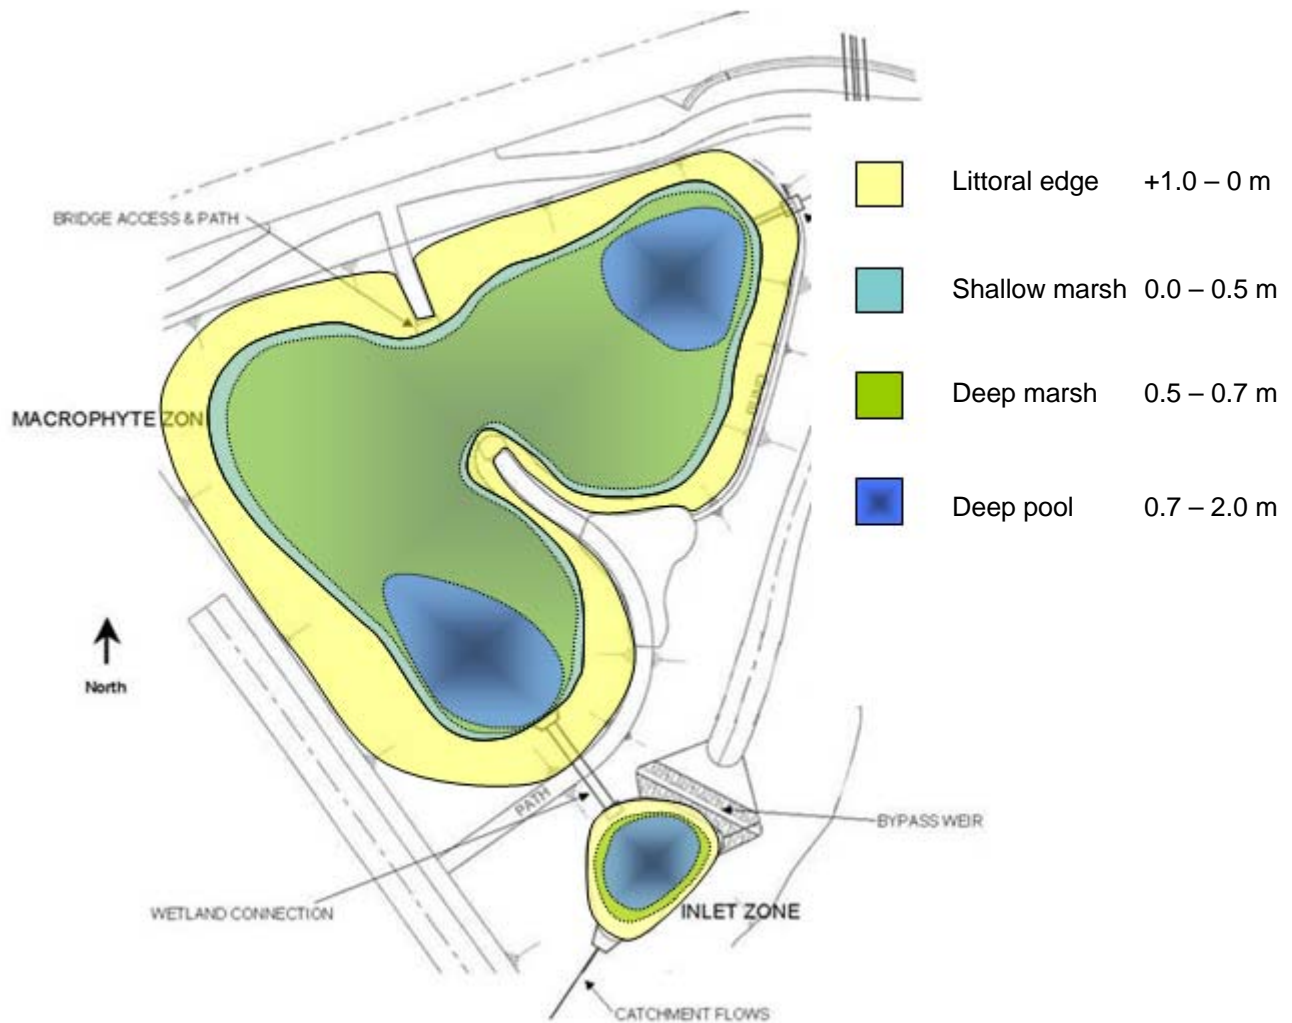 BRIDGE ACCESS & PATH
Littoral edge +1.0 – 0 m
Shallow marsh 0.0 – 0.5 m
Deep marsh 0.5 – 0.7 m
Deep pool 0.7 – 2.0 m
BUND
MACROPHYTE ZON
North
PATH
BYPASS WEIR
WETLAND CONNECTION
INLET ZONE
CATCHMENT FLOWS